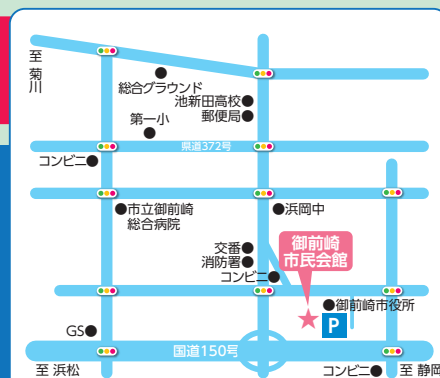 至
菊
川
総合グラウンド
池新田高校
郵便局
第一小
県道372号
コンビニ
市立御前崎
総合病院
浜岡中
御前崎
市民会館
交番
消防署
コンビニ
御前崎市役所
P
GS
国道150号
至 浜松
コンビニ
至 静岡